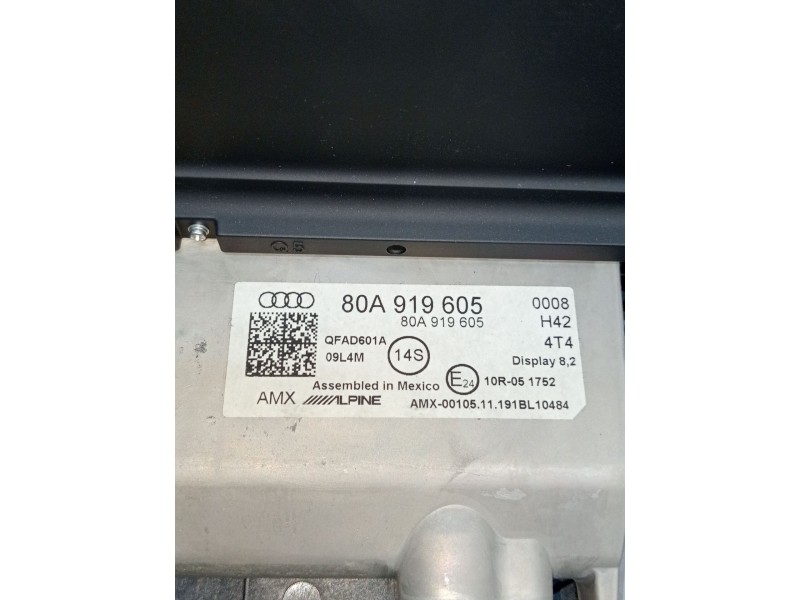 80A 919 605 0008
80A 919 605 H42
QFAD601A 4T4
09L4M 14S Display 8,2
Assembled in Mexico E24 10R-05 1752
AMX ALPINE AMX-00105.11.191BL10484